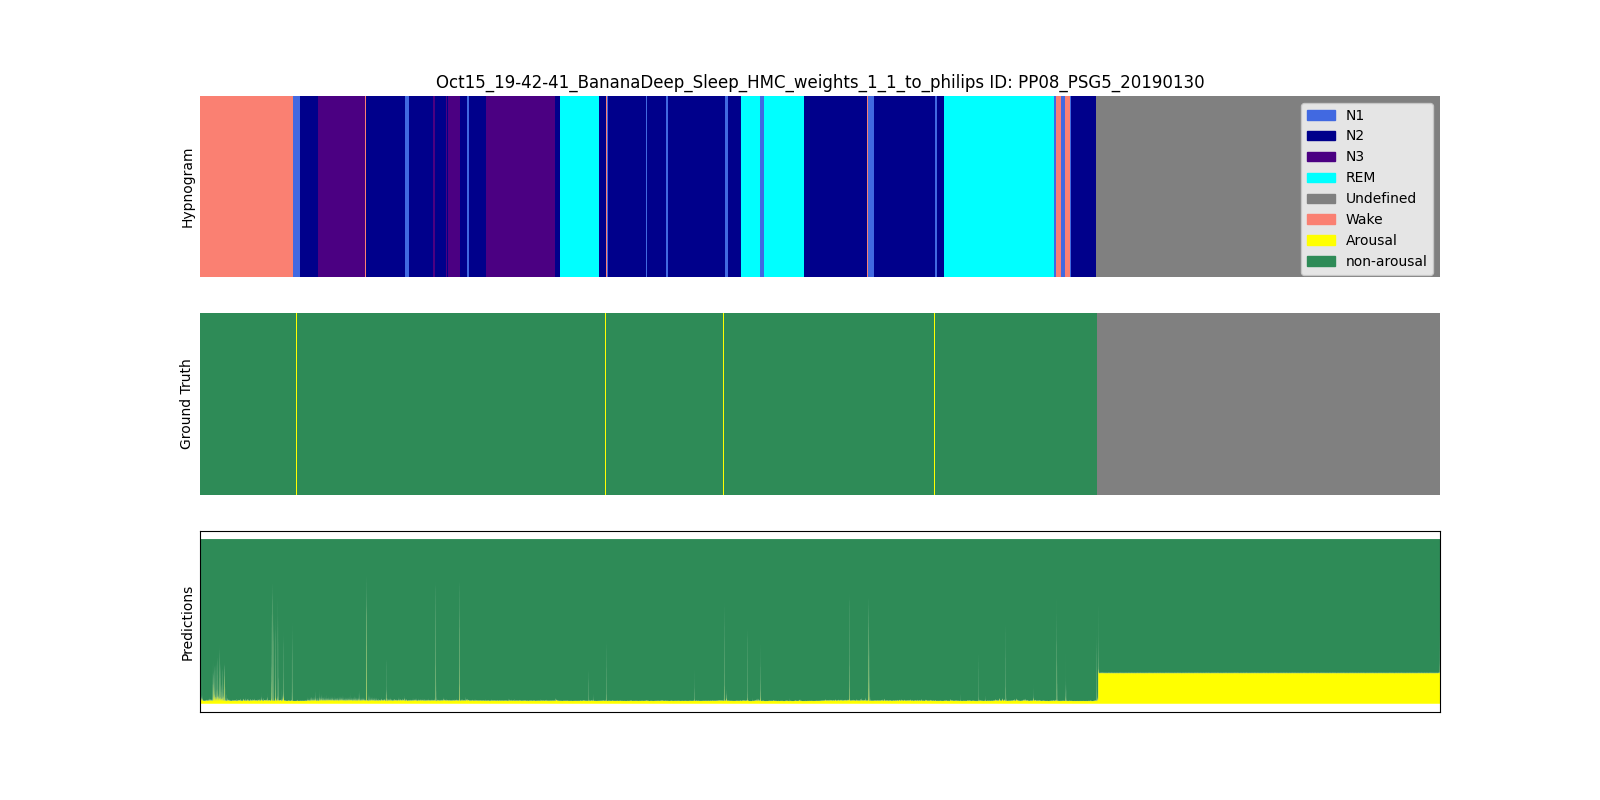 Oct15_19-42-41_BananaDeep_Sleep_HMC_weights_1_1_to_philips ID: PP08_PSG5_20190130
Hypnogram
N1
N2
N3
REM
Undefined
Wake
Arousal
non-arousal
Ground Truth
Predictions